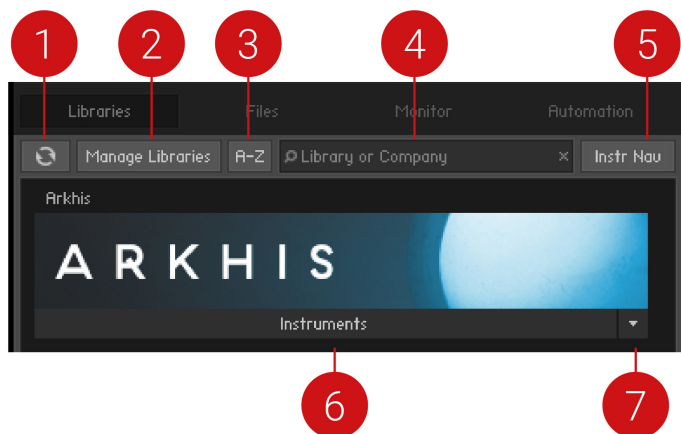 1 2 3 4 5
Libraries Files Monitor Automation
Manage Libraries A-Z Library or Company × Instr Nav
Arkhis
ARKHIS
Instruments
6 7